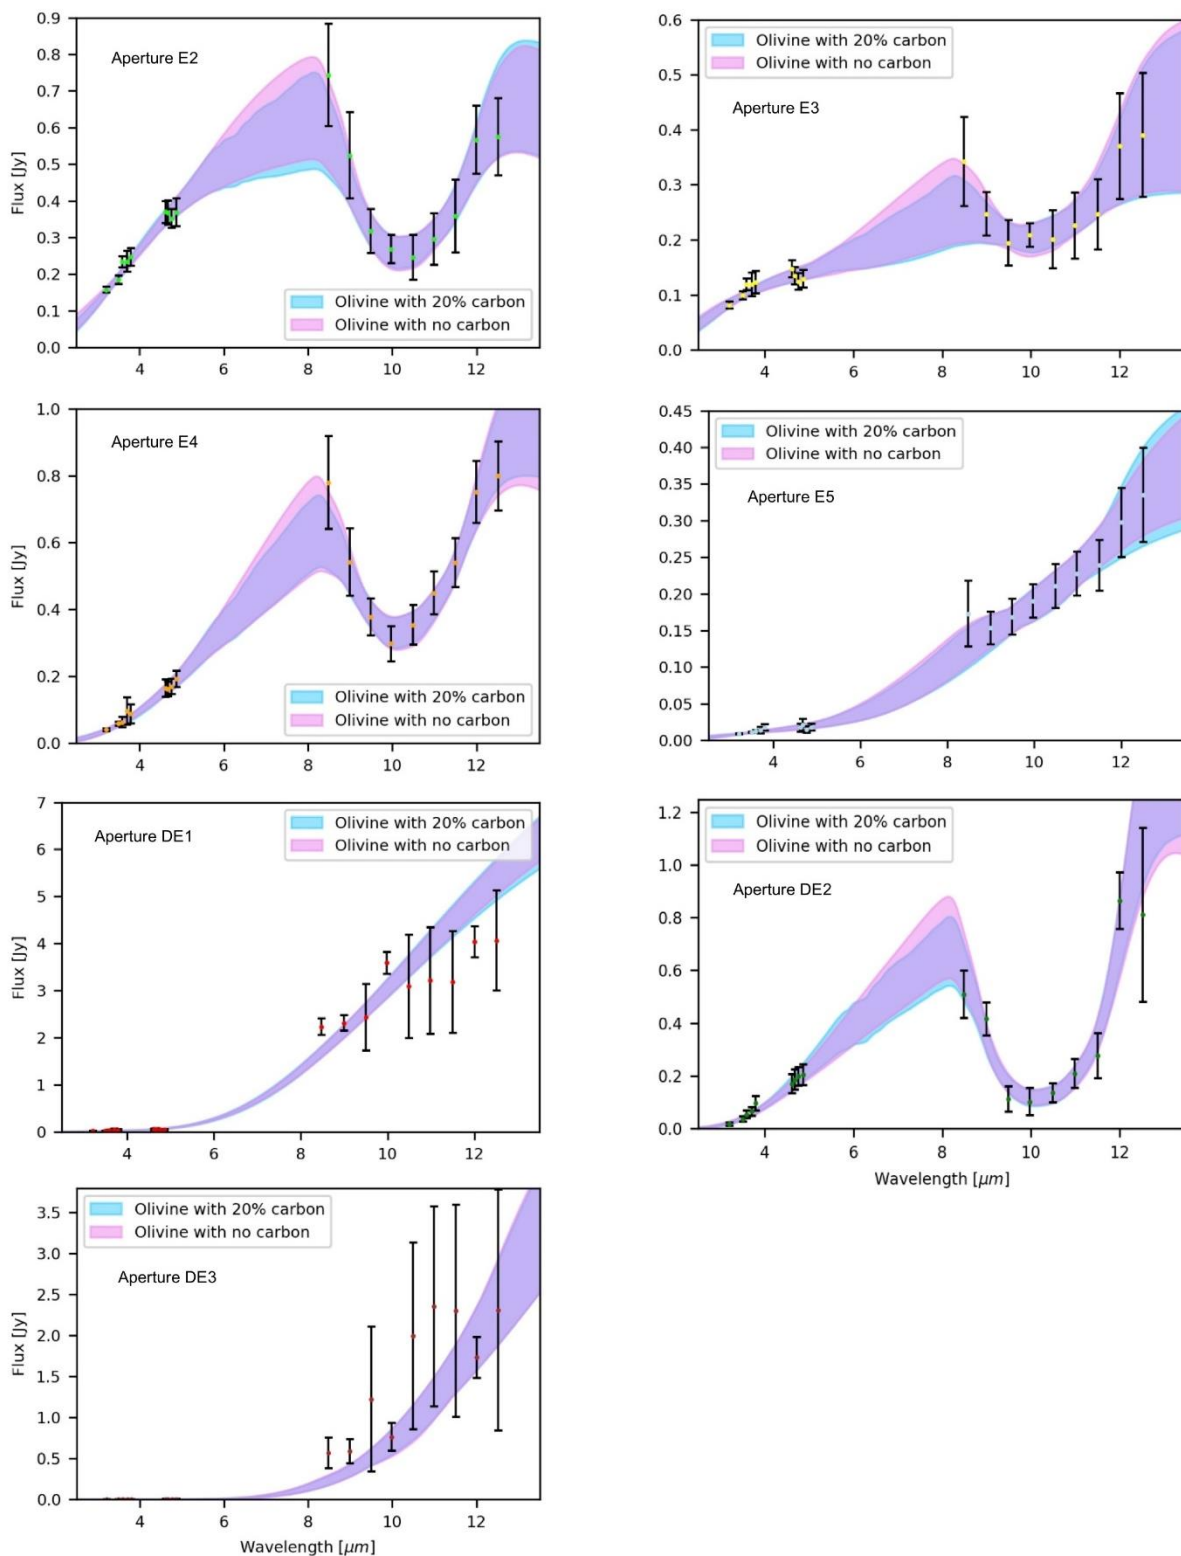 Aperture E2
Flux [Jy]
0.9
0.8
0.7
0.6
0.5
0.4
0.3
0.2
0.1
0.0
Olivine with 20% carbon
Olivine with no carbon
4 6 8 10 12
Olivine with 20% carbon
Olivine with no carbon
Aperture E3
0.6
0.5
0.4
0.3
0.2
0.1
0.0
4 6 8 10 12
Aperture E4
Flux [Jy]
1.0
0.8
0.6
0.4
0.2
0.0
Olivine with 20% carbon
Olivine with no carbon
4 6 8 10 12
Olivine with 20% carbon
Olivine with no carbon
Aperture E5
0.45
0.40
0.35
0.30
0.25
0.20
0.15
0.10
0.05
0.00
4 6 8 10 12
Olivine with 20% carbon
Olivine with no carbon
Aperture DE1
Flux [Jy]
7
6
5
4
3
2
1
0
4 6 8 10 12
Olivine with 20% carbon
Olivine with no carbon
Aperture DE2
1.2
1.0
0.8
0.6
0.4
0.2
0.0
4 6 8 10 12
Wavelength [μm]
Olivine with 20% carbon
Olivine with no carbon
Aperture DE3
Flux [Jy]
3.5
3.0
2.5
2.0
1.5
1.0
0.5
0.0
4 6 8 10 12
Wavelength [μm]